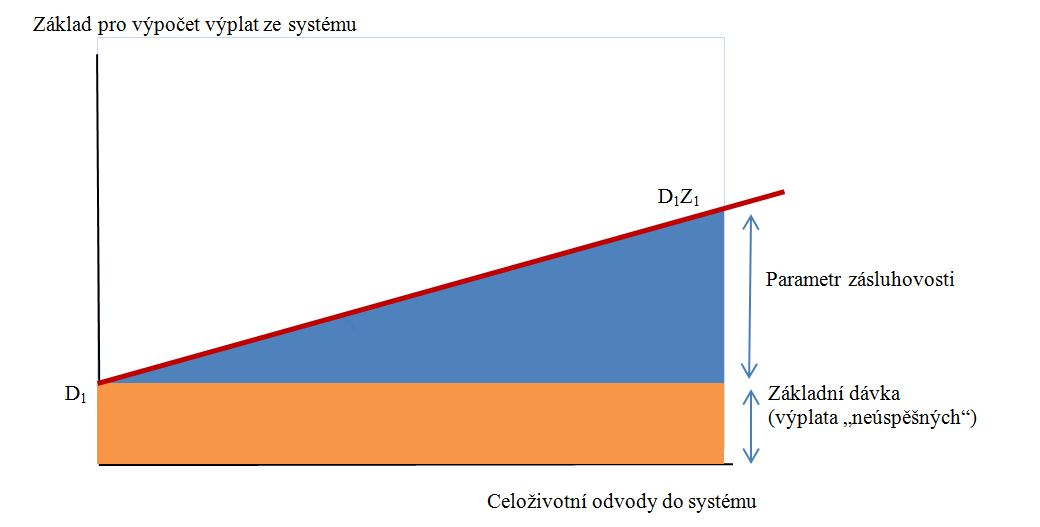 Základ pro výpočet výplat ze systému
D₁Z₁
Parametr zásluhovosti
D₁
Základní dávka
(výplata „neúspěšných“)
Celoživotní odvody do systému